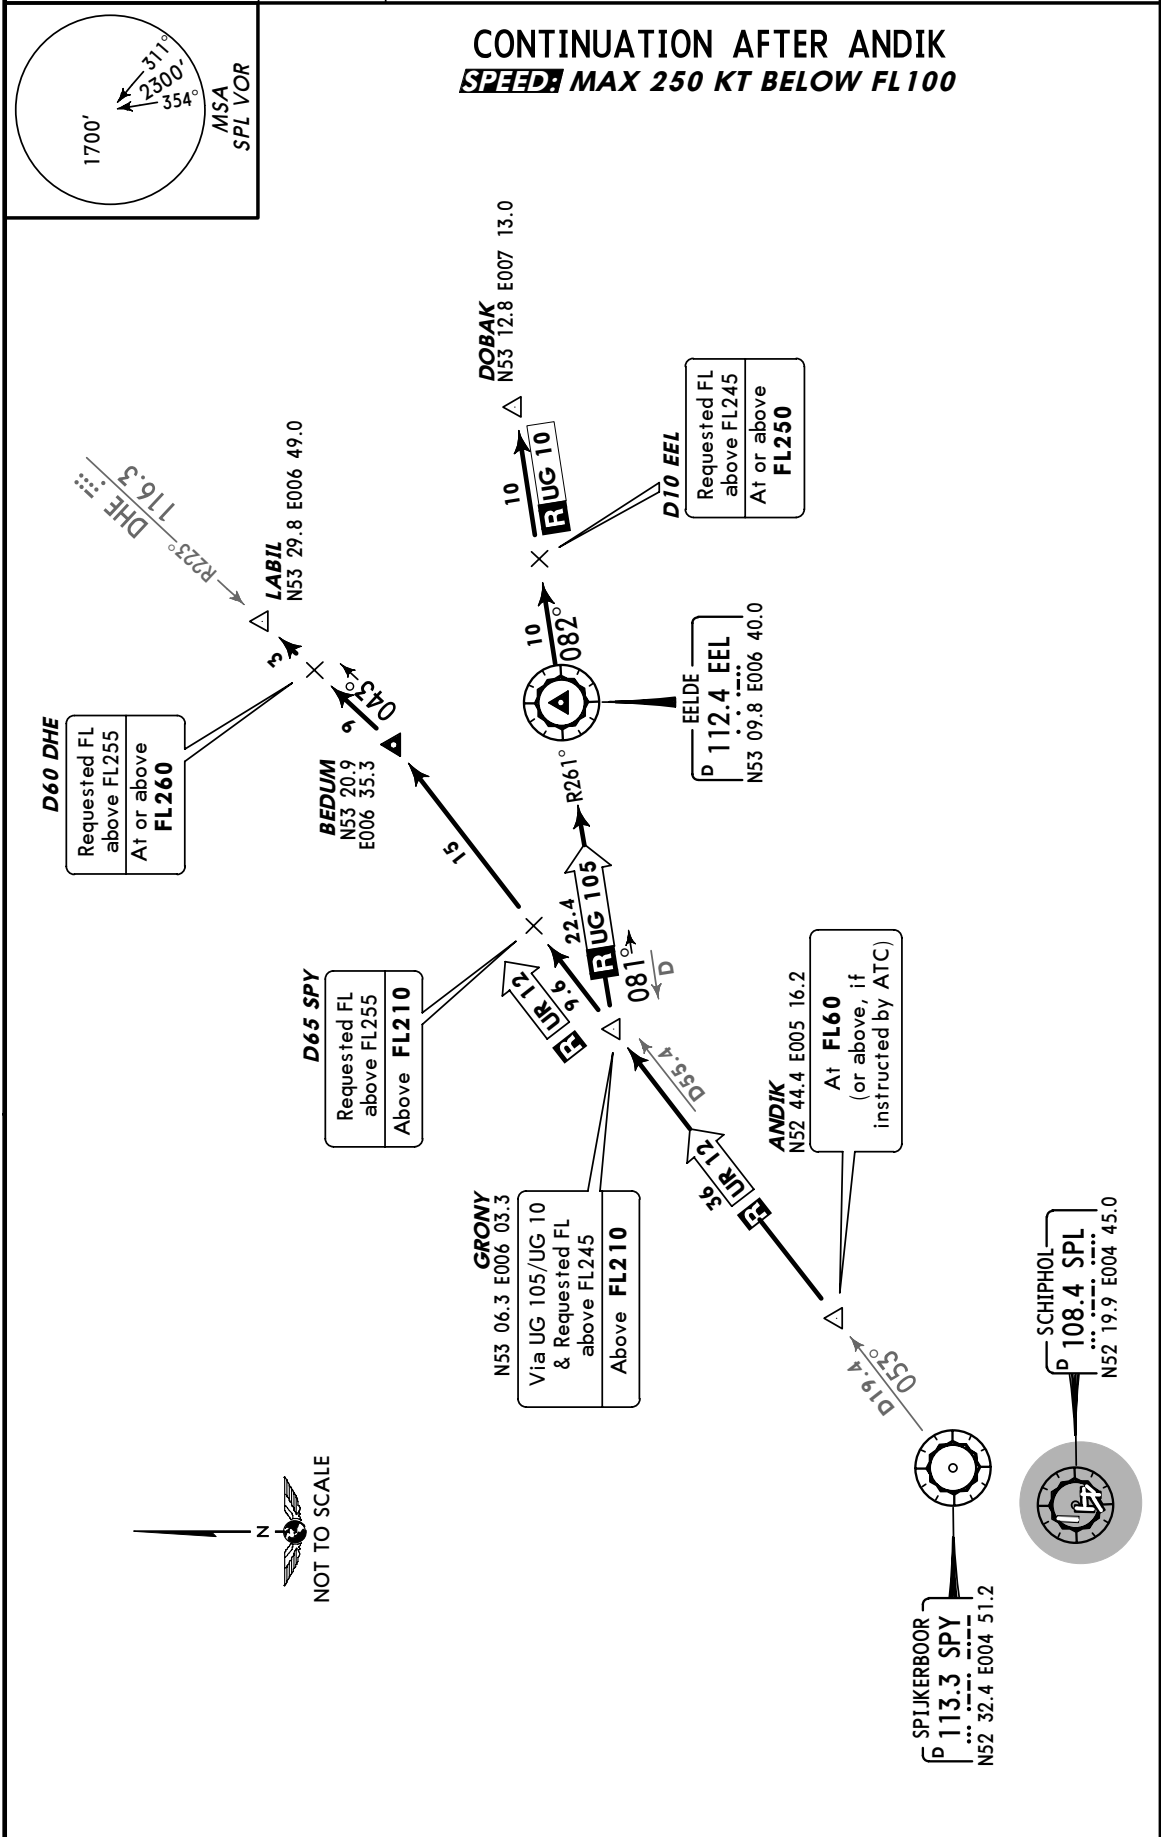 CONTINUATION AFTER ANDIK
SPEED: MAX 250 KT BELOW FL100
311°
2300'
354°
1700'
MSA
SPL VOR
DOBAK
N53 12.8 E007 13.0
DHE
116.3
R223°
LABIL
N53 29.8 E006 49.0
3
D60 DHE
Requested FL
above FL255
At or above
FL260
9
043°
BEDUM
N53 20.9
E006 35.3
15
10
R UG 10
D10 EEL
Requested FL
above FL245
At or above
FL250
10
082°
EELDE
D 112.4 EEL
N53 09.8 E006 40.0
R261°
D65 SPY
Requested FL
above FL255
Above FL210
22.4
R UG 105
081°
D
9.6
R UR 12
GRONY
N53 06.3 E006 03.3
Via UG 105/UG 10
& Requested FL
above FL245
Above FL210
D55.4
36
R UR 12
ANDIK
N52 44.4 E005 16.2
At FL60
(or above, if
instructed by ATC)
D19.4
053°
SCHIPHOL
D 108.4 SPL
N52 19.9 E004 45.0
SPIJKERBOOR
D 113.3 SPY
N52 32.4 E004 51.2
N
NOT TO SCALE